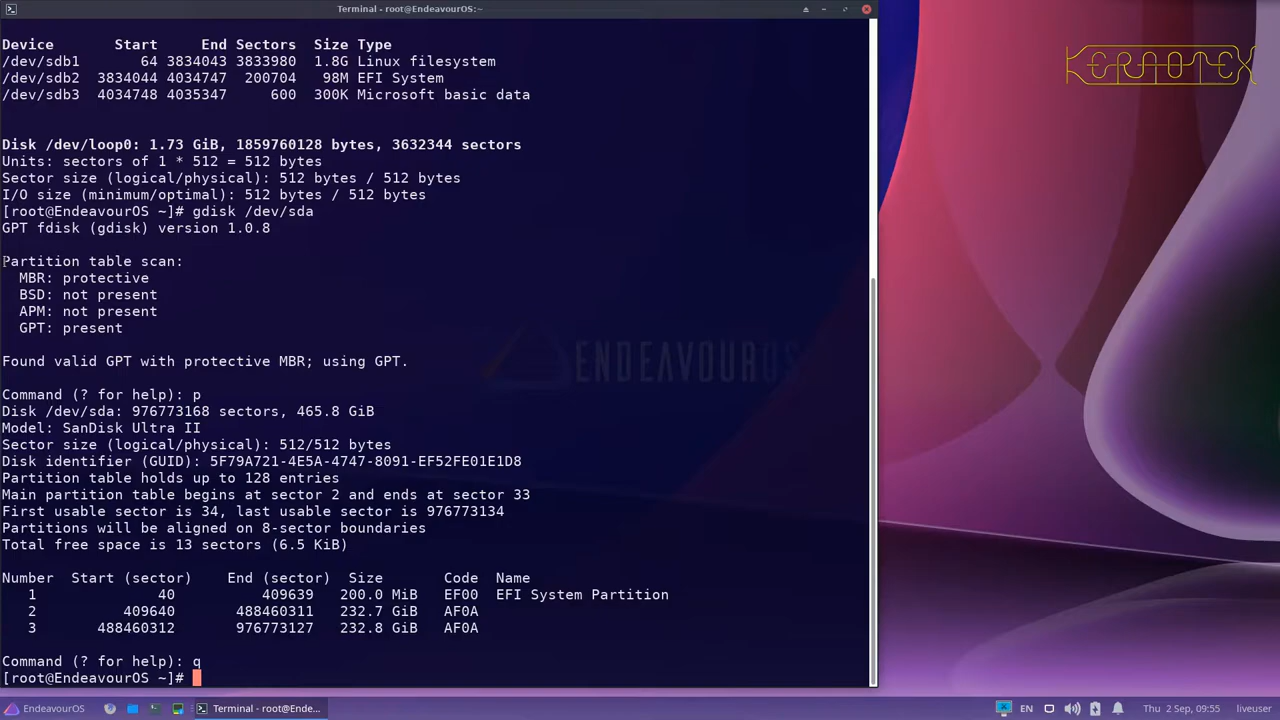 Terminal - root@EndeavourOS:~
KERNOTEX
Device Start End Sectors Size Type
/dev/sdb1 64 3834043 3833980 1.8G Linux filesystem
/dev/sdb2 3834044 4034747 200704 98M EFI System
/dev/sdb3 4034748 4035347 600 300K Microsoft basic data
Disk /dev/loop0: 1.73 GiB, 1859760128 bytes, 3632344 sectors
Units: sectors of 1 * 512 = 512 bytes
Sector size (logical/physical): 512 bytes / 512 bytes
I/O size (minimum/optimal): 512 bytes / 512 bytes
[root@EndeavourOS ~]# gdisk /dev/sda
GPT fdisk (gdisk) version 1.0.8
Partition table scan:
MBR: protective
BSD: not present
APM: not present
GPT: present
Found valid GPT with protective MBR; using GPT.
ENDEAVOUROS
Command (? for help): p
Disk /dev/sda: 976773168 sectors, 465.8 GiB
Model: SanDisk Ultra II
Sector size (logical/physical): 512/512 bytes
Disk identifier (GUID): 5F79A721-4E5A-4747-8091-EF52FE01E1D8
Partition table holds up to 128 entries
Main partition table begins at sector 2 and ends at sector 33
First usable sector is 34, last usable sector is 976773134
Partitions will be aligned on 8-sector boundaries
Total free space is 13 sectors (6.5 KiB)
Number Start (sector) End (sector) Size Code Name
1 40 409639 200.0 MiB EF00 EFI System Partition
2 409640 488460311 232.7 GiB AF0A
3 488460312 976773127 232.8 GiB AF0A
Command (? for help): q
[root@EndeavourOS ~]#
EndeavourOS Terminal - root@Ende... EN Thu 2 Sep, 09:55 liveuser